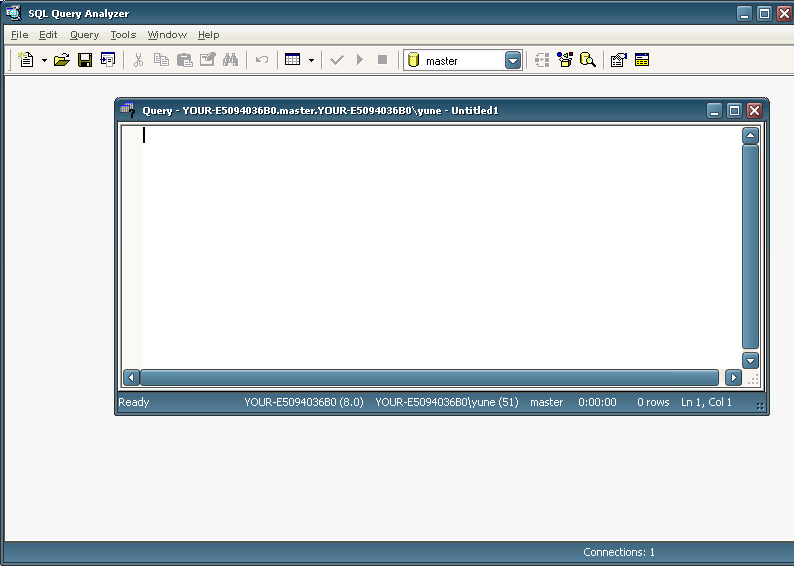 SQL Query Analyzer
File Edit Query Tools Window Help
master
Query - YOUR-E5094036B0.master.YOUR-E5094036B0\yune - Untitled1
Ready YOUR-E5094036B0 (8.0) YOUR-E5094036B0\yune (51) master 0:00:00 0 rows Ln 1, Col 1
Connections: 1